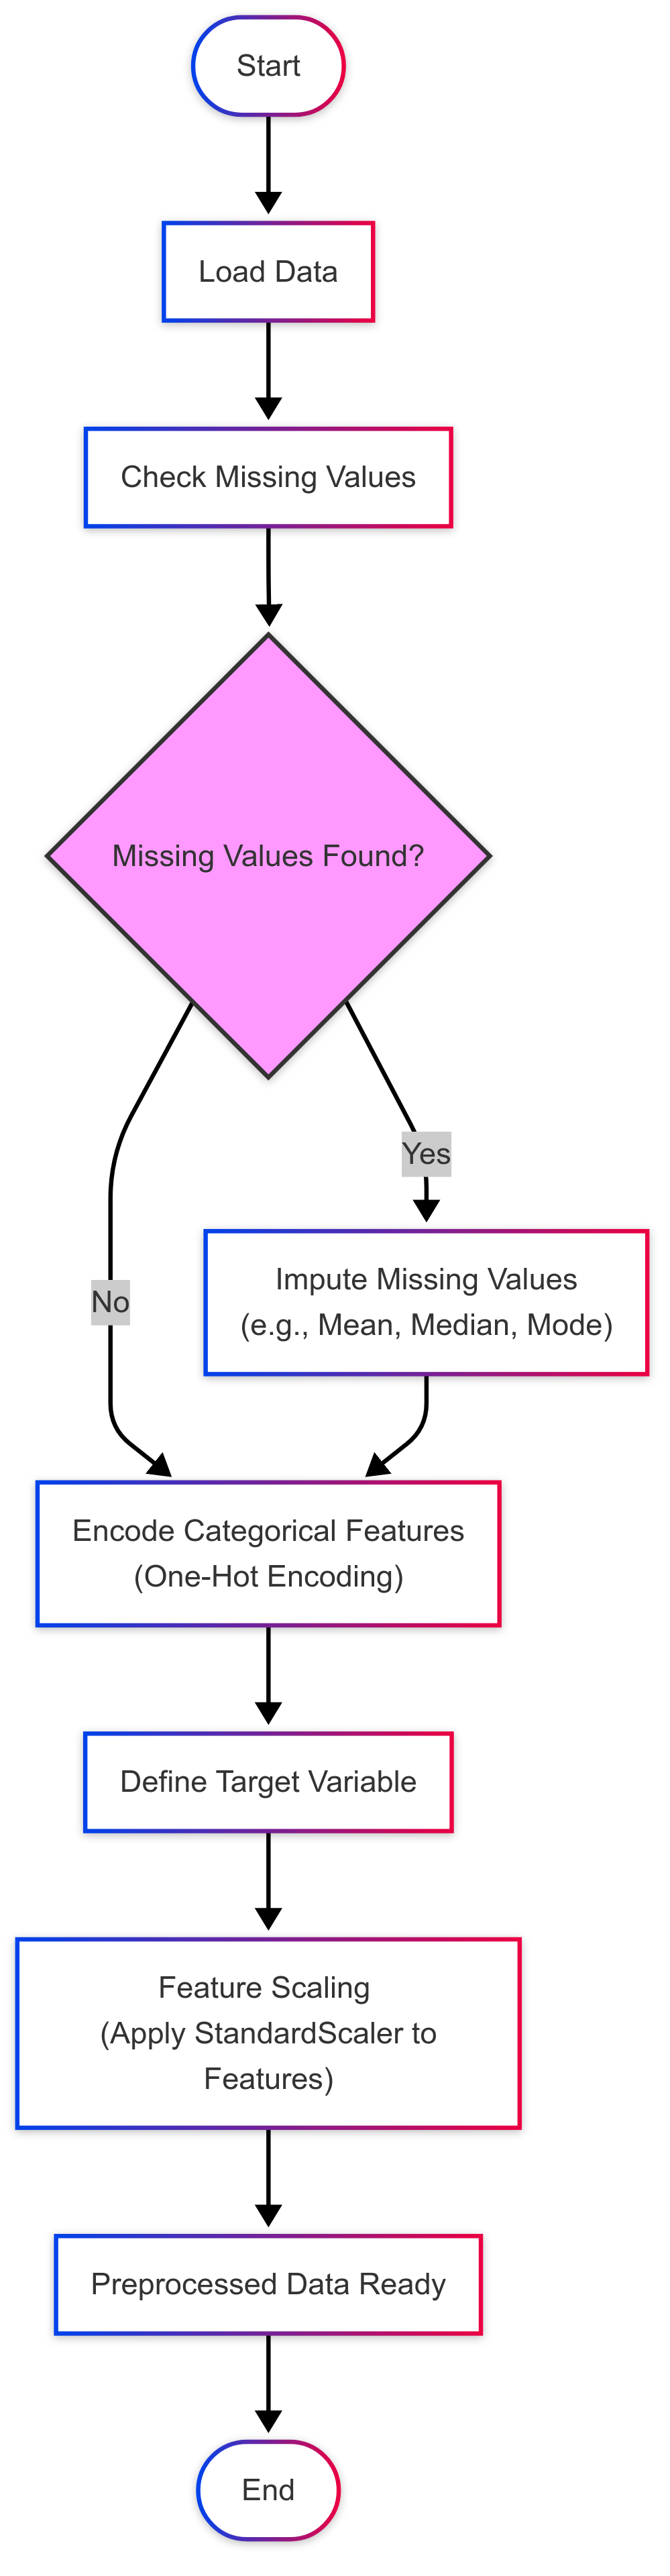 Start
Load Data
Check Missing Values
Missing Values Found?
Yes
Impute Missing Values
(e.g., Mean, Median, Mode)
No
Encode Categorical Features
(One-Hot Encoding)
Define Target Variable
Feature Scaling
(Apply StandardScaler to
Features)
Preprocessed Data Ready
End